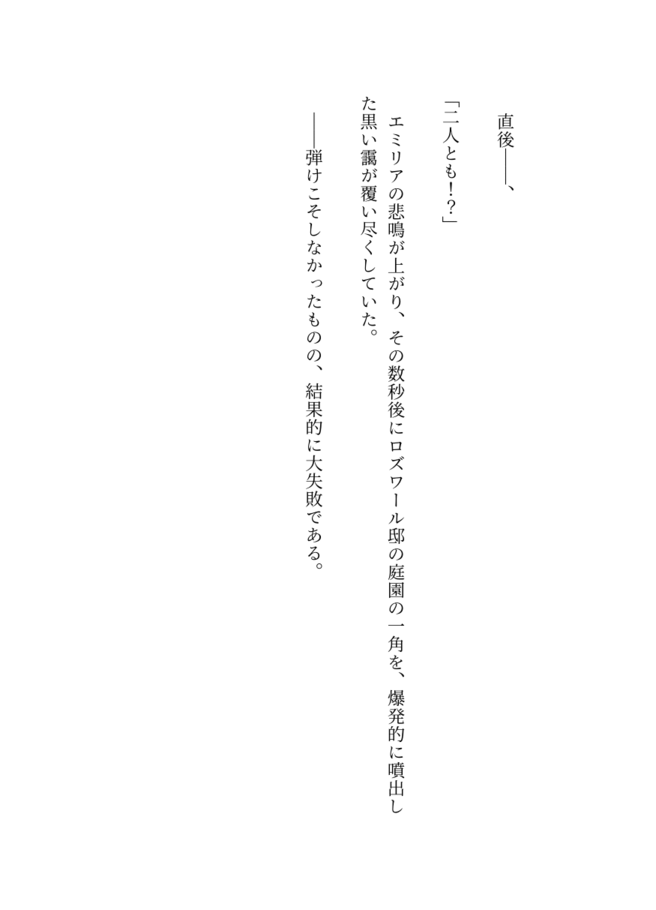 直後――、
「二人とも！？」
エミリアの悲鳴が上がり、その数秒後にロズワール邸の庭園の一角を、爆発的に噴出し
た黒い靄が覆い尽くしていた。
――弾けこそしなかったものの、結果的に大失敗である。